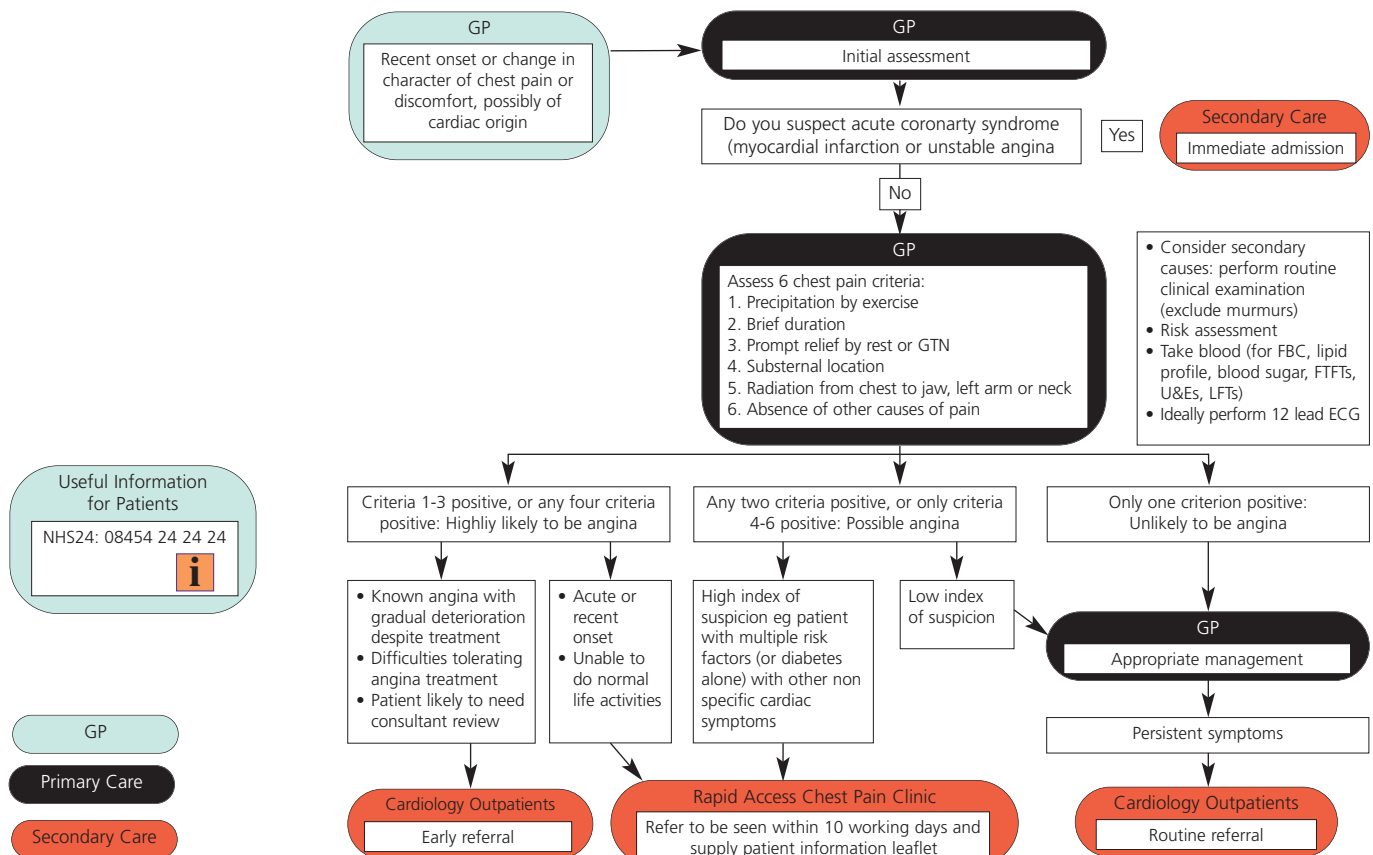 GP
Recent onset or change in
character of chest pain or
discomfort, possibly of
cardiac origin
GP
Initial assessment
Do you suspect acute coronarty syndrome
(myocardial infarction or unstable angina
Yes
Secondary Care
Immediate admission
No
GP
Assess 6 chest pain criteria:
1. Precipitation by exercise
2. Brief duration
3. Prompt relief by rest or GTN
4. Substernal location
5. Radiation from chest to jaw, left arm or neck
6. Absence of other causes of pain
• Consider secondary
causes: perform routine
clinical examination
(exclude murmurs)
• Risk assessment
• Take blood (for FBC, lipid
profile, blood sugar, FTFTs,
U&Es, LFTs)
• Ideally perform 12 lead ECG
Useful Information
for Patients
NHS24: 08454 24 24 24
i
Criteria 1-3 positive, or any four criteria
positive: Highliy likely to be angina
Any two criteria positive, or only criteria
4-6 positive: Possible angina
Only one criterion positive:
Unlikely to be angina
• Known angina with
gradual deterioration
despite treatment
• Difficulties tolerating
angina treatment
• Patient likely to need
consultant review
• Acute or
recent
onset
• Unable to
do normal
life activities
High index of
suspicion eg patient
with multiple risk
factors (or diabetes
alone) with other non
specific cardiac
symptoms
Low index
of suspicion
GP
Appropriate management
Persistent symptoms
GP
Primary Care
Secondary Care
Cardiology Outpatients
Early referral
Rapid Access Chest Pain Clinic
Refer to be seen within 10 working days and
supply patient information leaflet
Cardiology Outpatients
Routine referral